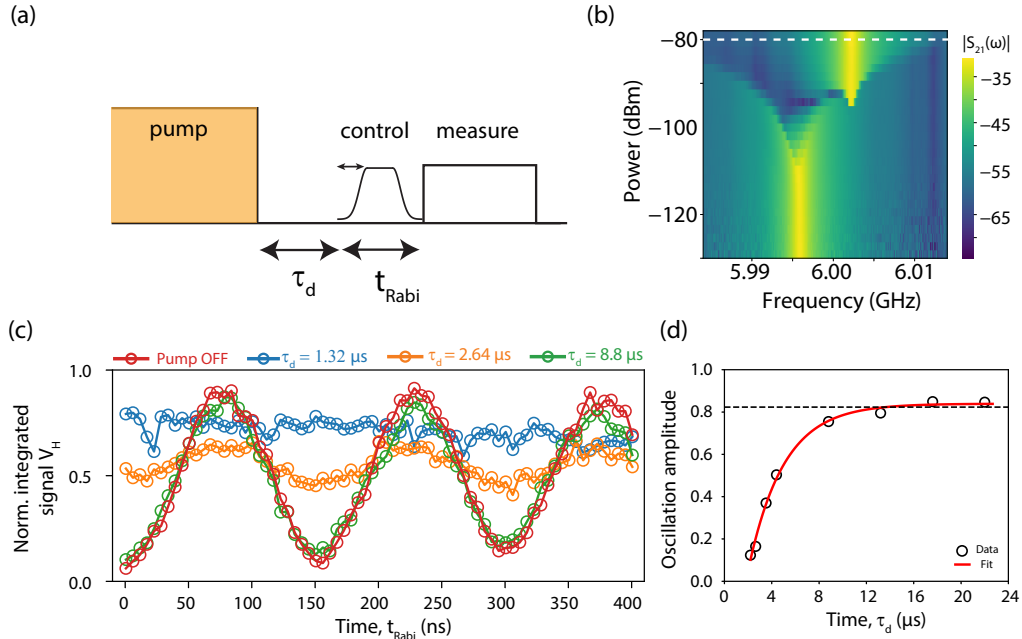 (a)
pump
control
measure
τd
tRabi
(b)
|S21(ω)|
−80
−100
−120
Power (dBm)
5.99
6.00
6.01
Frequency (GHz)
−35
−45
−55
−65
(c)
Pump OFF
τd = 1.32 µs
τd = 2.64 µs
τd = 8.8 µs
Norm. integrated
signal VH
1.0
0.5
0.0
0
50
100
150
200
250
300
350
400
Time, tRabi (ns)
(d)
Oscillation amplitude
1.0
0.8
0.6
0.4
0.2
0.0
Data
Fit
0
4
8
12
16
20
24
Time, τd (µs)